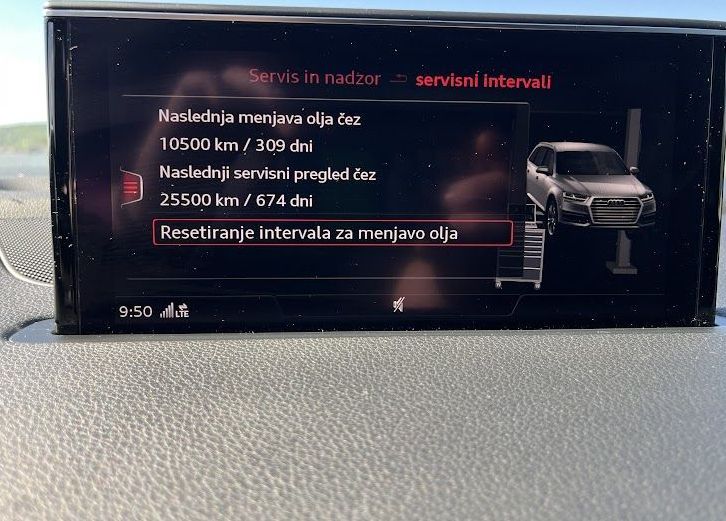 Servis in nadzor servisni intervali
Naslednja menjava olja čez
10500 km / 309 dni
Naslednji servisni pregled čez
25500 km / 674 dni
Resetiranje intervala za menjavo olja
9:50 LTE